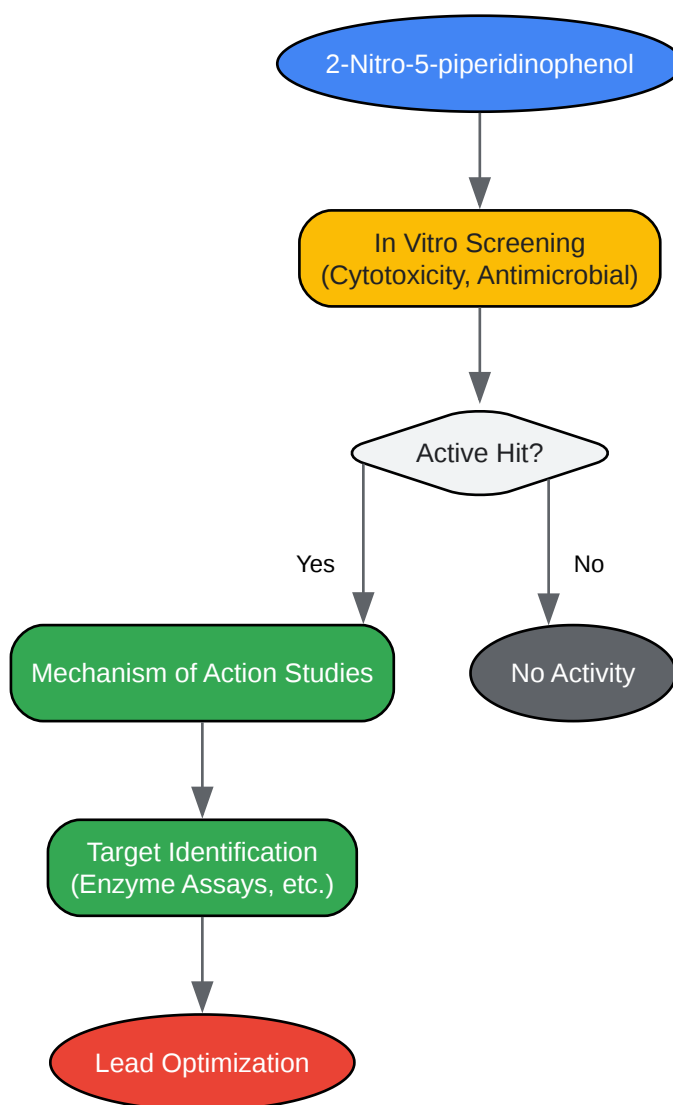 2-Nitro-5-piperidinophenol
In Vitro Screening
(Cytotoxicity, Antimicrobial)
Active Hit?
Yes
No
Mechanism of Action Studies
No Activity
Target Identification
(Enzyme Assays, etc.)
Lead Optimization